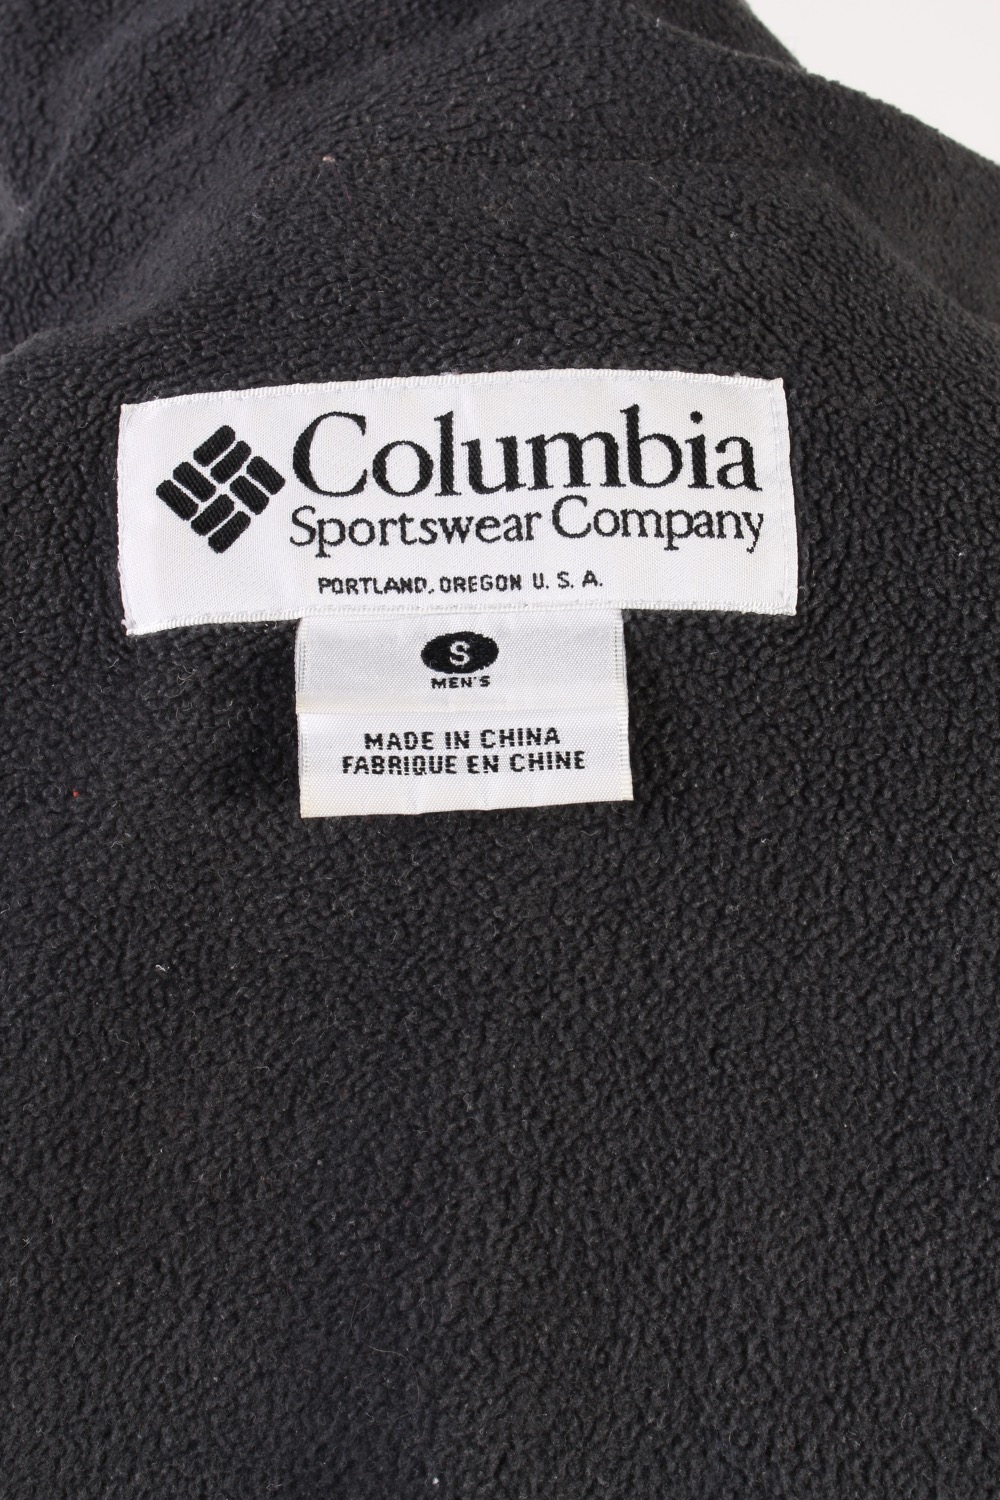 Columbia
Sportswear Company
PORTLAND, OREGON U. S. A.
S
MEN'S
MADE IN CHINA
FABRIQUE EN CHINE